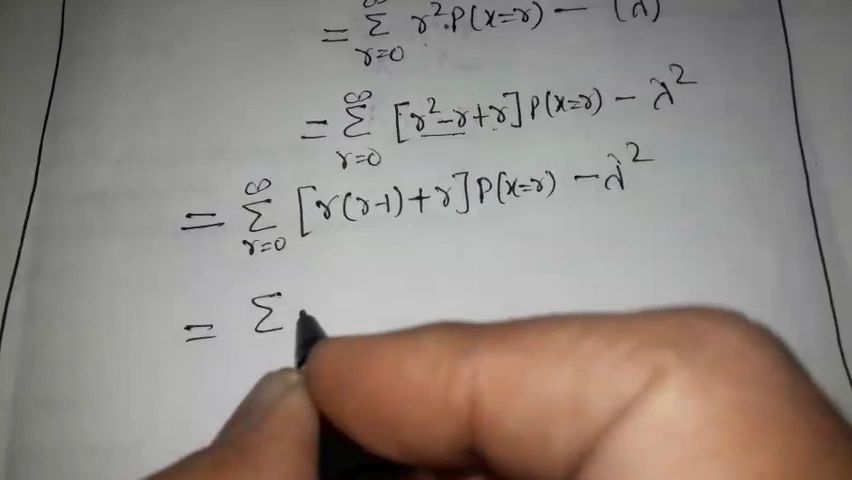 = ∞ Σ r=0 r².P(x=r) − (λ)
= ∞ Σ r=0 [r²−r+r] P(x=r) − λ²
= ∞ Σ r=0 [r(r−1)+r] P(x=r) − λ²
= Σ